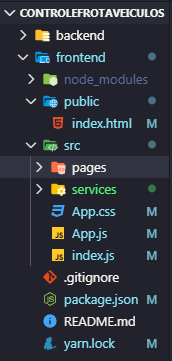 CONTROLEFROTAVEICULOS
backend
frontend
node_modules
public
index.html M
src
pages
services
App.css M
App.js M
index.js M
.gitignore
package.json M
README.md
yarn.lock M